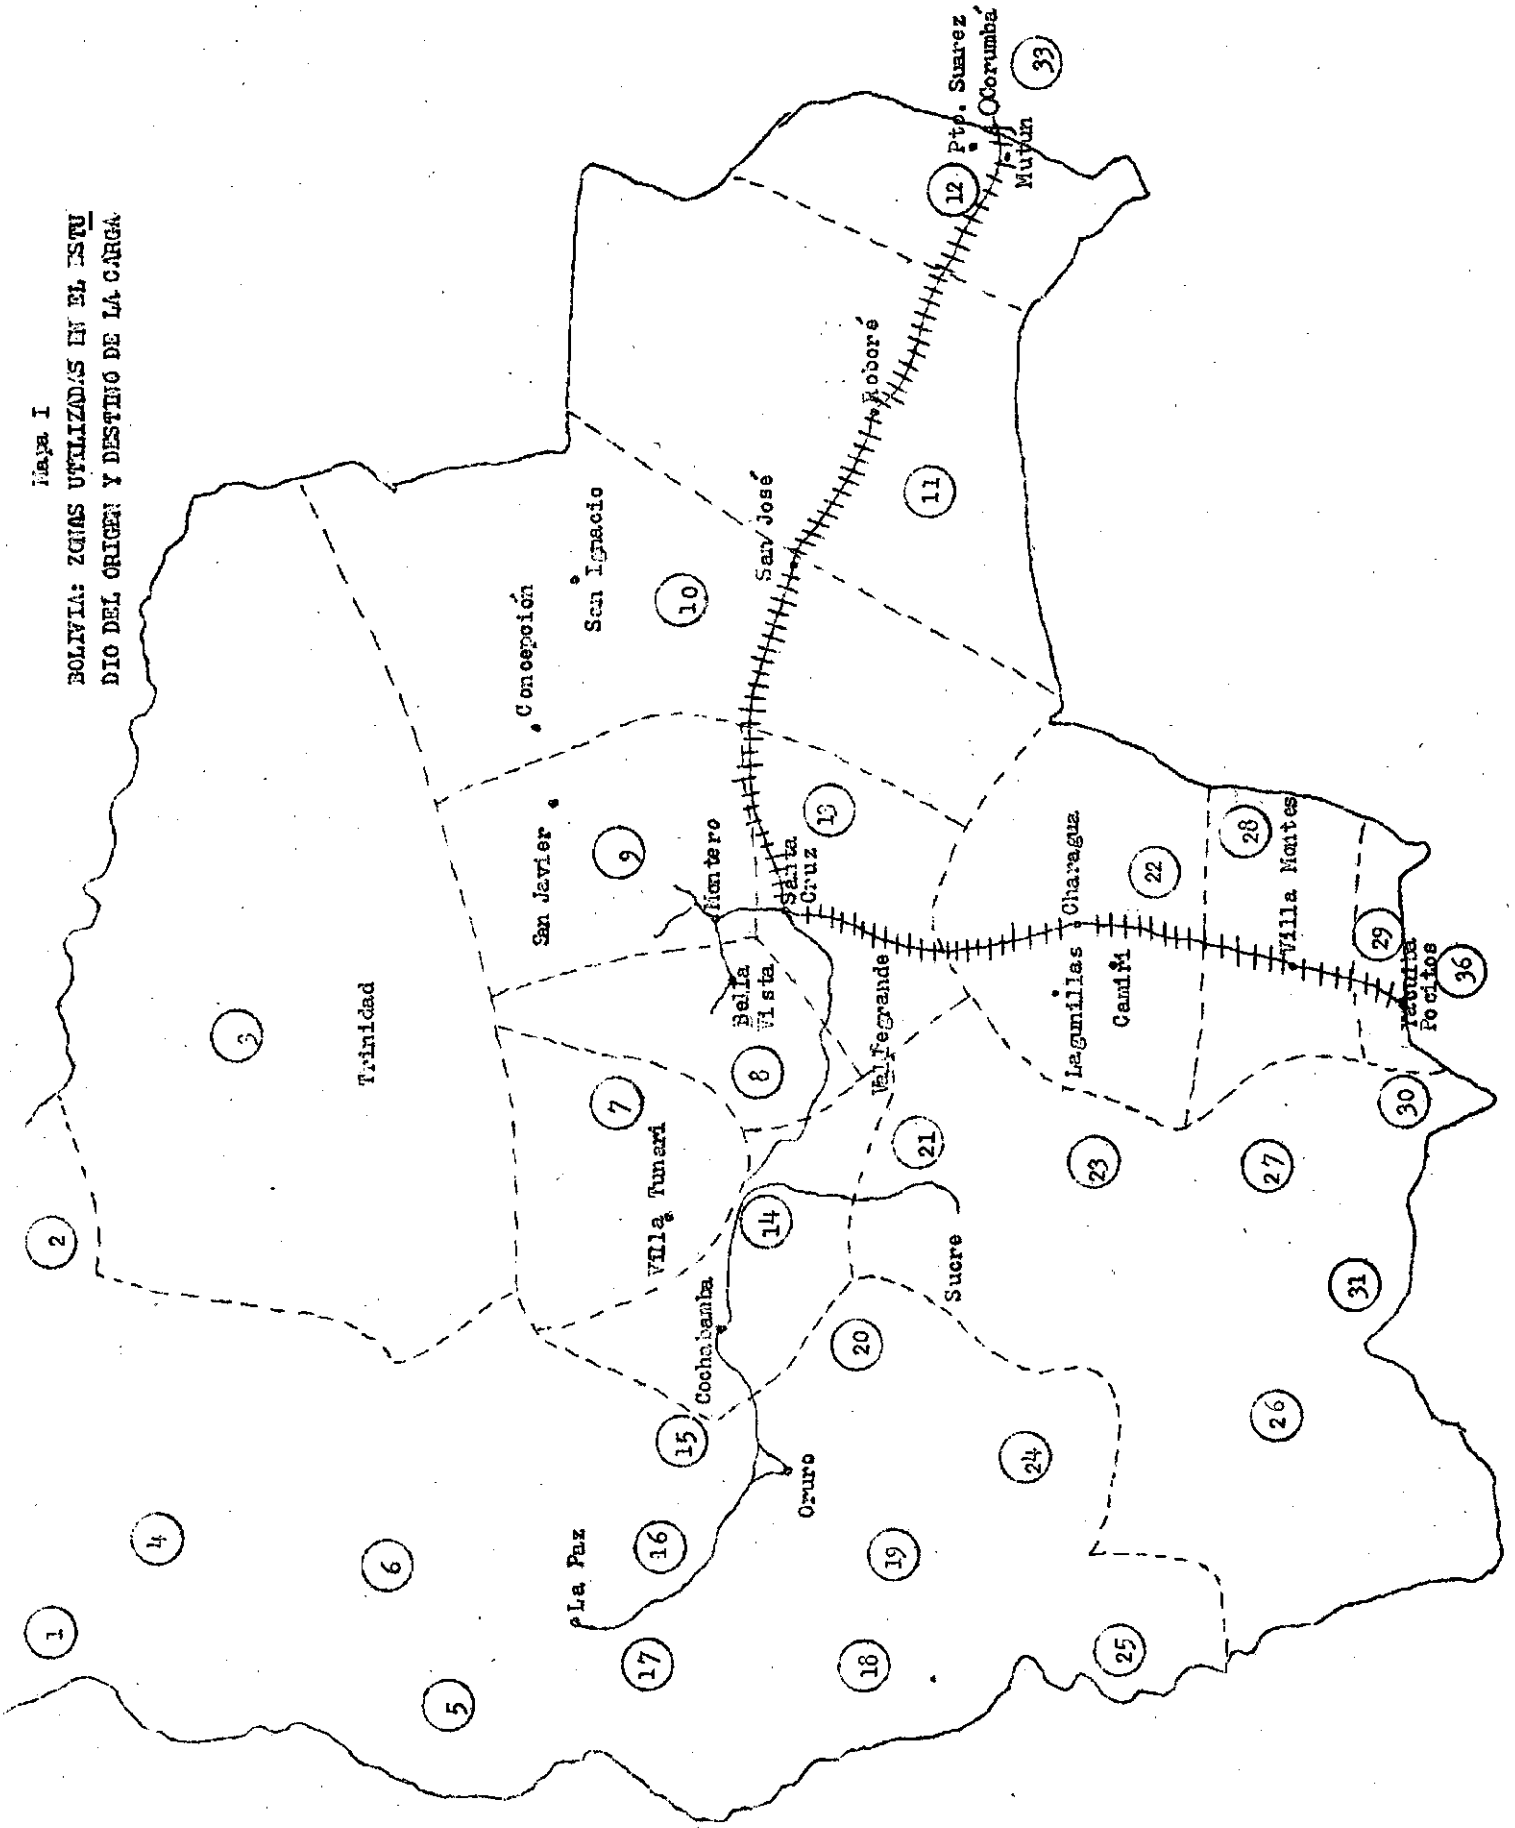 Mapa I
BOLIVIA: ZONAS UTILIZADAS EN EL ESTU
DIO DEL ORIGEN Y DESTINO DE LA CARGA
1
2
3
4
5
6
Trinidad
7
Villa Tunari
8
Bella
Vista
9
San Javier
Montero
Concepción
San Ignacio
10
San José
Roboré
11
12
Pto. Suarez
Corumbá
Mutún
33
Santa
Cruz
13
La Paz
Cochabamba
14
15
16
17
Oruro
18
19
20
Sucre
21
Vallegrande
Lagunillas
Charagua
Camiri
22
23
24
25
26
27
28
Villa Montes
29
Yacuiba
Pocitos
36
30
31